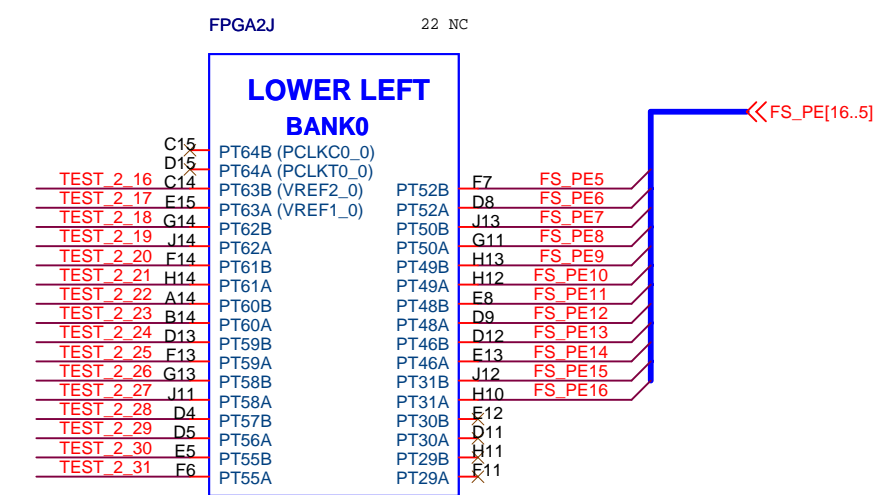 FPGA2J 22 NC
LOWER LEFT
BANK0
FS_PE[16..5]
C15 PT64B (PCLKC0_0)
D15 PT64A (PCLKT0_0)
TEST_2_16 C14 PT63B (VREF2_0) PT52B F7 FS_PE5
TEST_2_17 E15 PT63A (VREF1_0) PT52A D8 FS_PE6
TEST_2_18 G14 PT62B PT50B J13 FS_PE7
TEST_2_19 J14 PT62A PT50A G11 FS_PE8
TEST_2_20 F14 PT61B PT49B H13 FS_PE9
TEST_2_21 H14 PT61A PT49A H12 FS_PE10
TEST_2_22 A14 PT60B PT48B E8 FS_PE11
TEST_2_23 B14 PT60A PT48A D9 FS_PE12
TEST_2_24 D13 PT59B PT46B D12 FS_PE13
TEST_2_25 F13 PT59A PT46A E13 FS_PE14
TEST_2_26 G13 PT58B PT31B J12 FS_PE15
TEST_2_27 J11 PT58A PT31A H10 FS_PE16
TEST_2_28 D4 PT57B PT30B E12
TEST_2_29 D5 PT56A PT30A D11
TEST_2_30 E5 PT55B PT29B H11
TEST_2_31 F6 PT55A PT29A F11